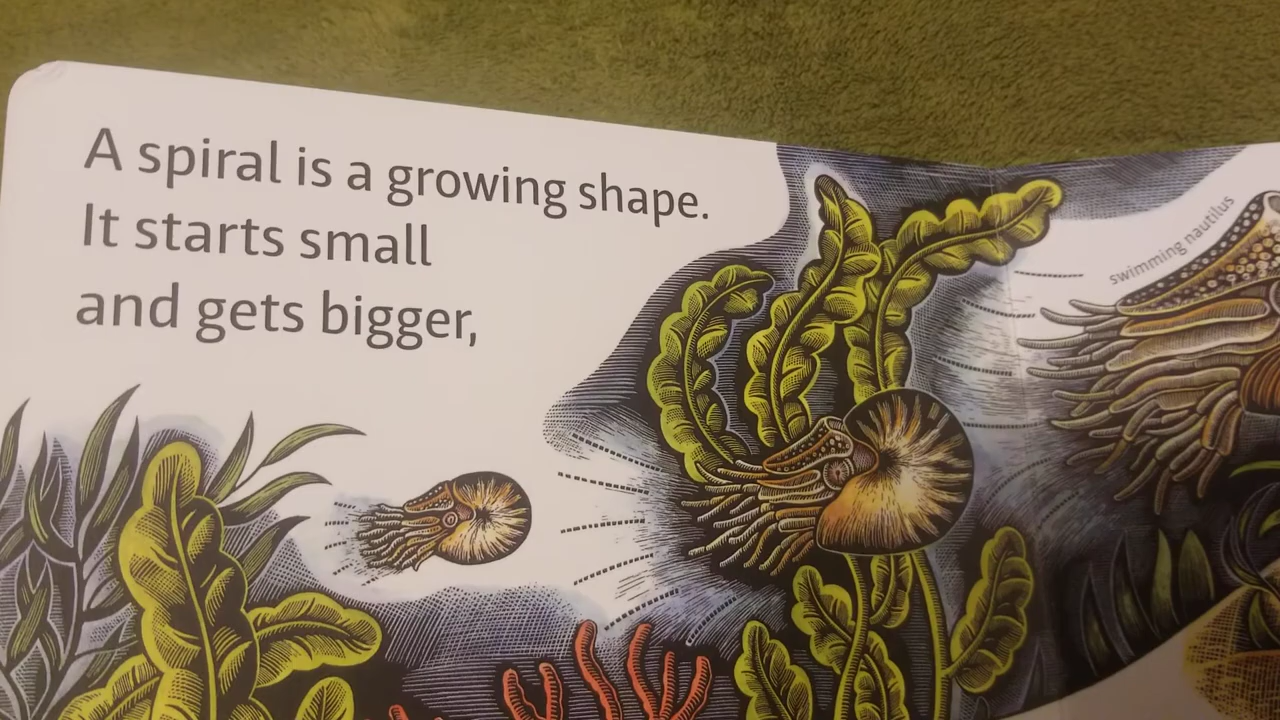 A spiral is a growing shape.
It starts small
and gets bigger,
swimming nautilus